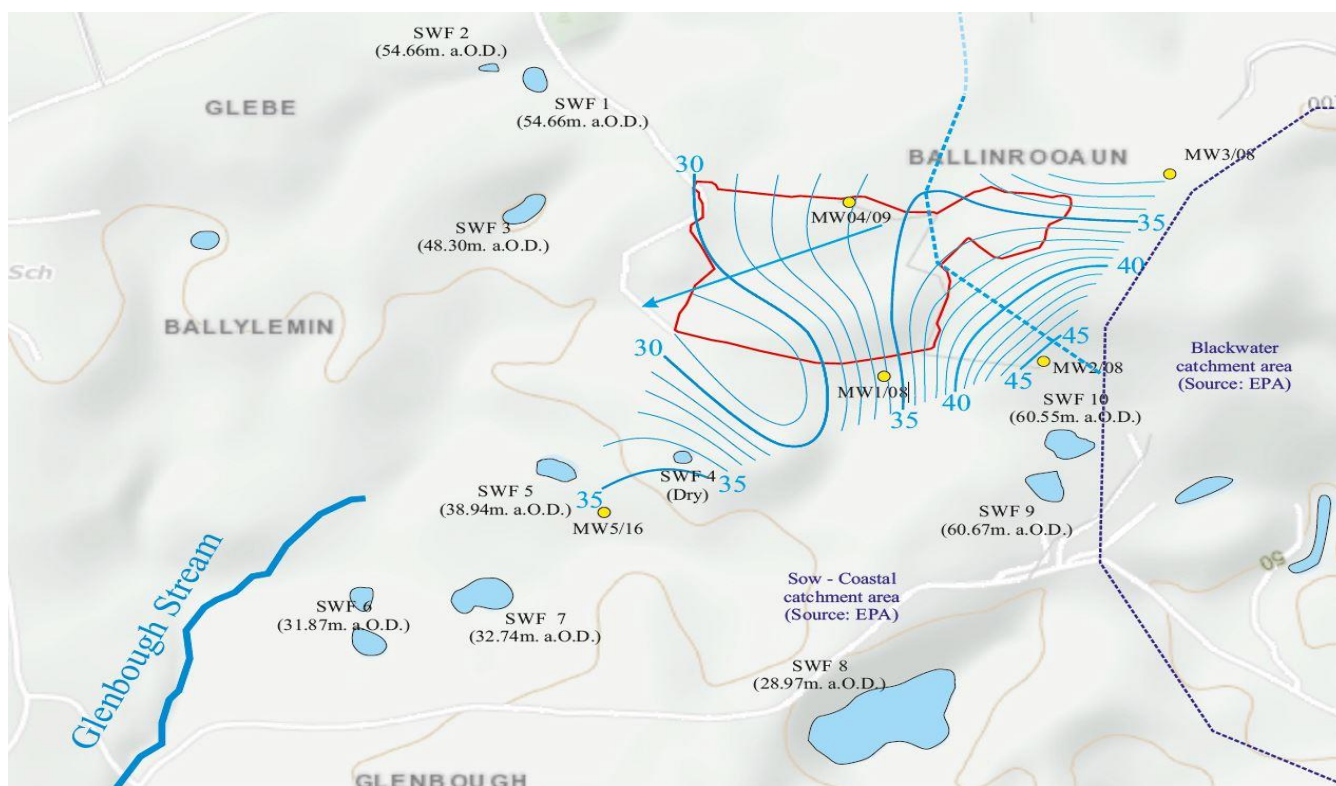 SWF 2
(54.66m. a.O.D.)
GLEBE
SWF 1
(54.66m. a.O.D.)
00
BALLINROOAUN
MW3/08
30
MW04/09
SWF 3
(48.30m. a.O.D.)
35
40
Sch
BALLYLEMIN
30
45
45
MW2/08
Blackwater
catchment area
(Source: EPA)
MW1/08
35
40
SWF 10
(60.55m. a.O.D.)
SWF 4
(Dry)
35
35
SWF 5
(38.94m. a.O.D.)
MW5/16
SWF 9
(60.67m. a.O.D.)
50
Sow - Coastal
catchment area
(Source: EPA)
SWF 6
(31.87m. a.O.D.)
SWF 7
(32.74m. a.O.D.)
Glenbough Stream
SWF 8
(28.97m. a.O.D.)
GLENBOUGH